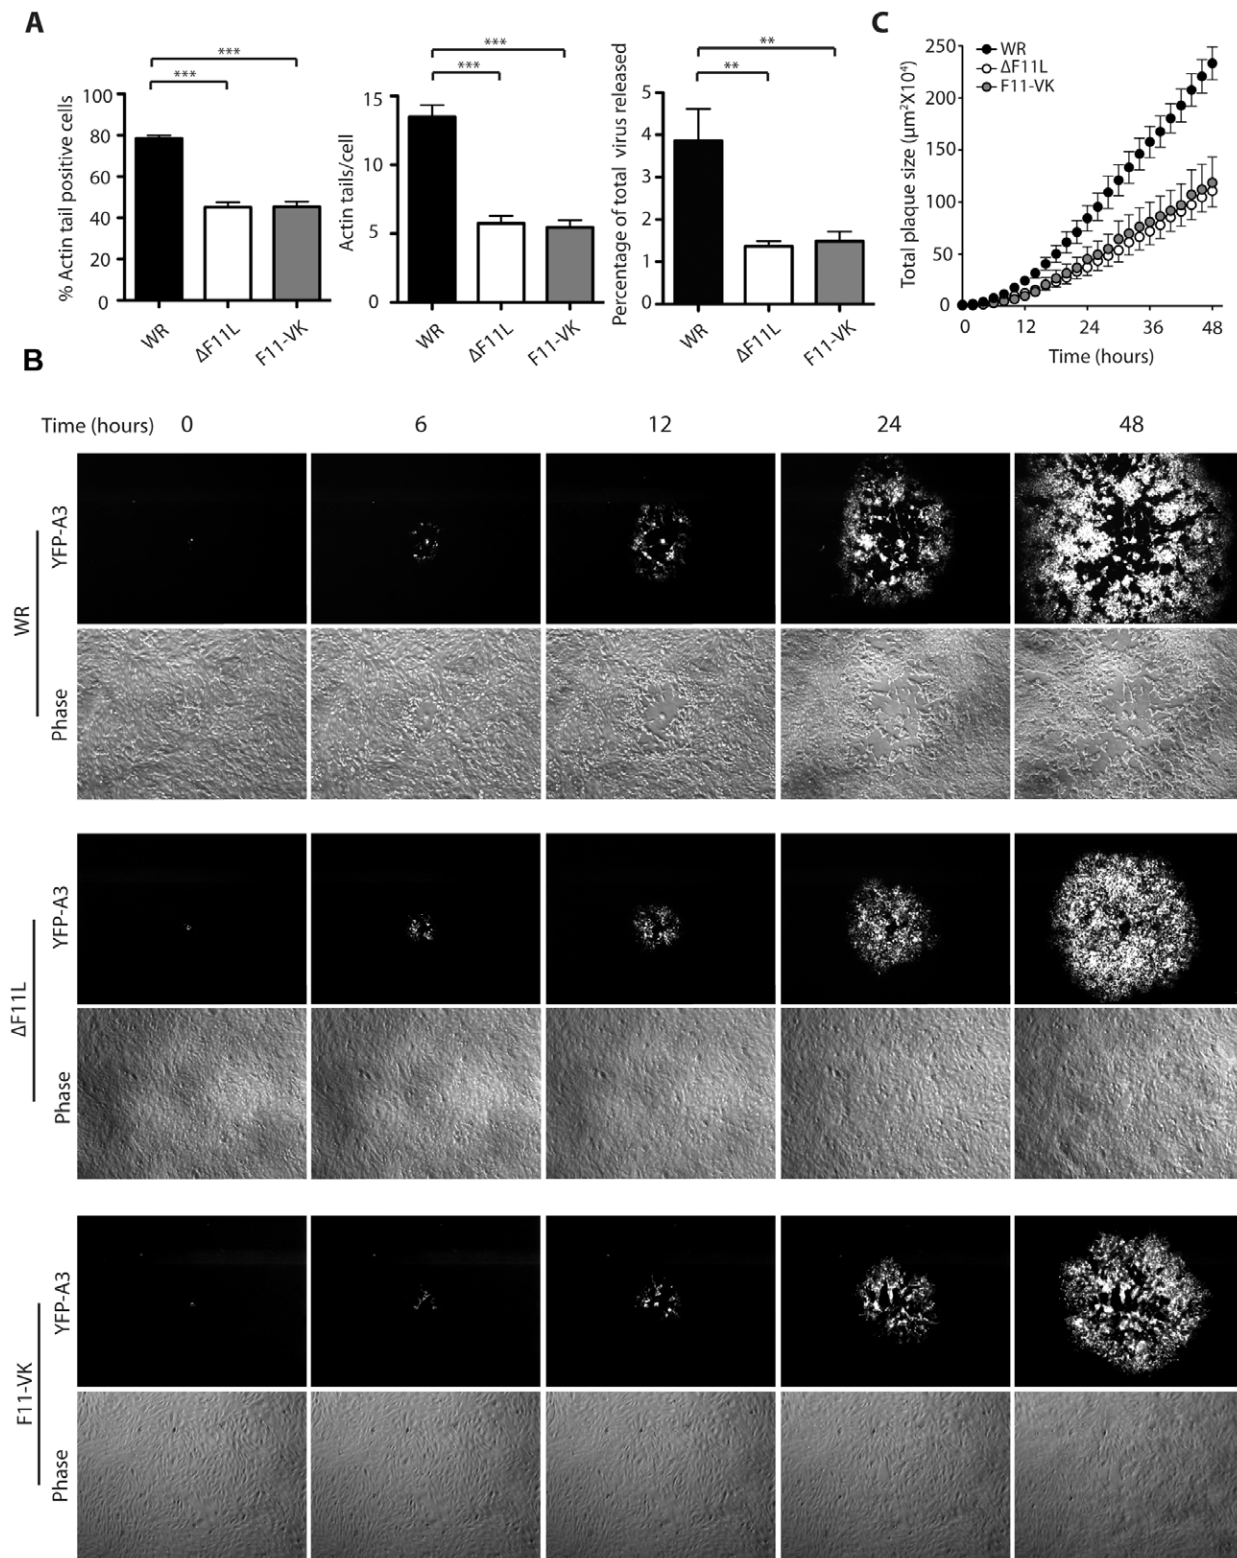 A
***
***
% Actin tail positive cells
100
80
60
40
20
0
WR
ΔF11L
F11-VK
***
***
Actin tails/cell
15
10
5
0
WR
ΔF11L
F11-VK
**
**
Percentage of total virus released
5
4
3
2
1
0
WR
ΔF11L
F11-VK
C
WR
ΔF11L
F11-VK
Total plaque size (µm²X10⁴)
250
200
150
100
50
0
0 12 24 36 48
Time (hours)
B
Time (hours) 0 6 12 24 48
WR
YFP-A3
Phase
ΔF11L
YFP-A3
Phase
F11-VK
YFP-A3
Phase